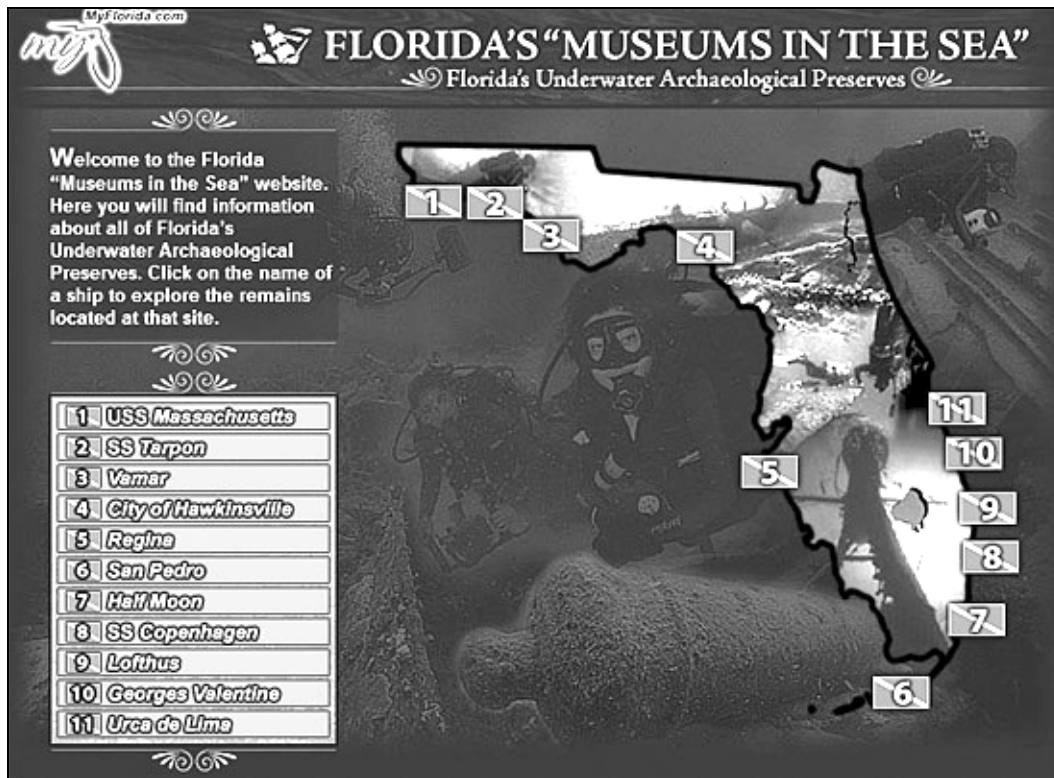 MyFlorida.com
my
FLORIDA'S “MUSEUMS IN THE SEA”
Florida's Underwater Archaeological Preserves
Welcome to the Florida
“Museums in the Sea” website.
Here you will find information
about all of Florida's
Underwater Archaeological
Preserves. Click on the name of
a ship to explore the remains
located at that site.
1 USS Massachusetts
2 SS Tarpon
3 Vamar
4 City of Hawkinsville
5 Regina
6 San Pedro
7 Half Moon
8 SS Copenhagen
9 Lofthus
10 Georges Valentine
11 Urca de Lima
1
2
3
4
5
11
10
9
8
7
6